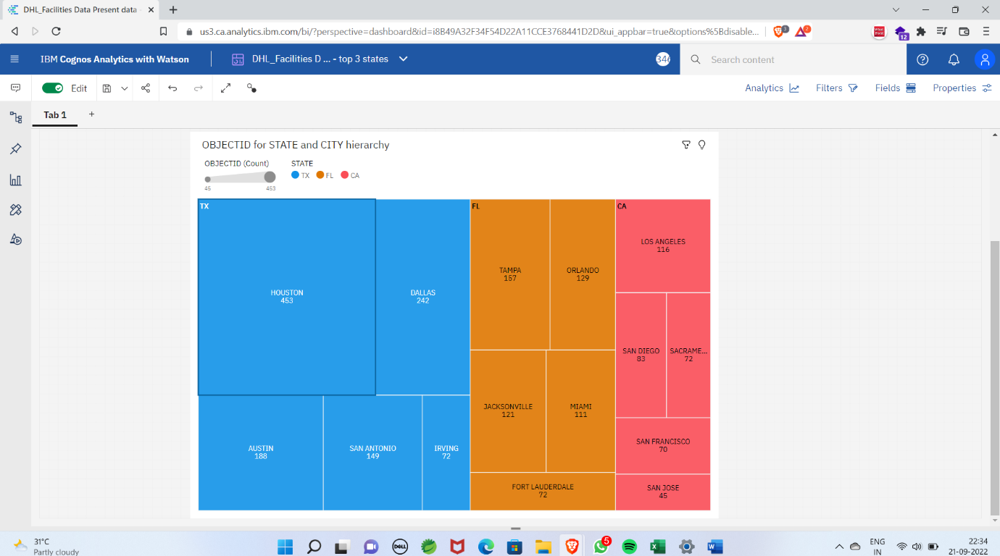 DHL_Facilities Data Present data
us3.ca.analytics.ibm.com/bi/?perspective=dashboard&id=i8B49A32F34F54D22A11CCE3768441D2D&ui_appbar=true&options%5Bdisable...
3
2
12
IBM Cognos Analytics with Watson
DHL_Facilities D ... - top 3 states
Search content
Edit
Analytics
Filters
Fields
Properties
Tab 1
OBJECTID for STATE and CITY hierarchy
OBJECTID (Count)
45
453
STATE
TX
FL
CA
TX
HOUSTON
453
DALLAS
242
AUSTIN
188
SAN ANTONIO
149
IRVING
72
FL
TAMPA
157
ORLANDO
129
JACKSONVILLE
121
MIAMI
111
FORT LAUDERDALE
72
CA
LOS ANGELES
116
SAN DIEGO
83
SACRAME...
72
SAN FRANCISCO
70
SAN JOSE
45
31°C
Partly cloudy
DELL
5
ENG
IN
22:34
21-09-2022